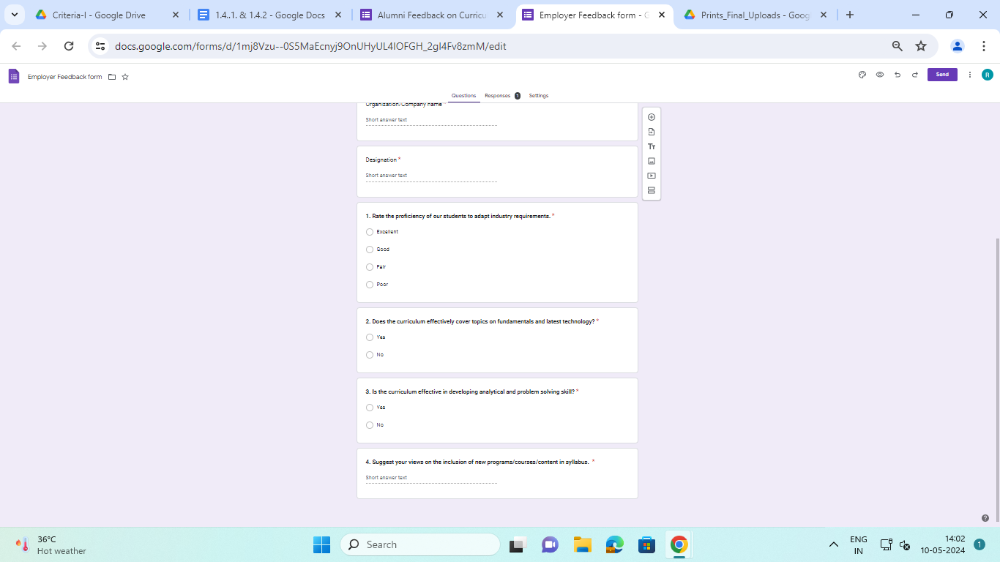 Criteria-I - Google Drive
1.4..1. & 1.4.2 - Google Docs
Alumni Feedback on Curricu
Employer Feedback form - G
Prints_Final_Uploads - Goog
docs.google.com/forms/d/1mj8Vzu--0S5MaEcnyj9OnUHyUL4IOFGH_2gI4Fv8zmM/edit
Employer Feedback form
Send
R
Questions
Responses 1
Settings
Organization/Company name
Short answer text
Designation *
Short answer text
Tт
1. Rate the proficiency of our students to adapt industry requirements. *
Excellent
Good
Fair
Poor
2. Does the curriculum effectively cover topics on fundamentals and latest technology? *
Yes
No
3. Is the curriculum effective in developing analytical and problem solving skill? *
Yes
No
4. Suggest your views on the inclusion of new programs/courses/content in syllabus. *
Short answer text
36°C
Hot weather
Search
ENG
IN
14:02
10-05-2024
1